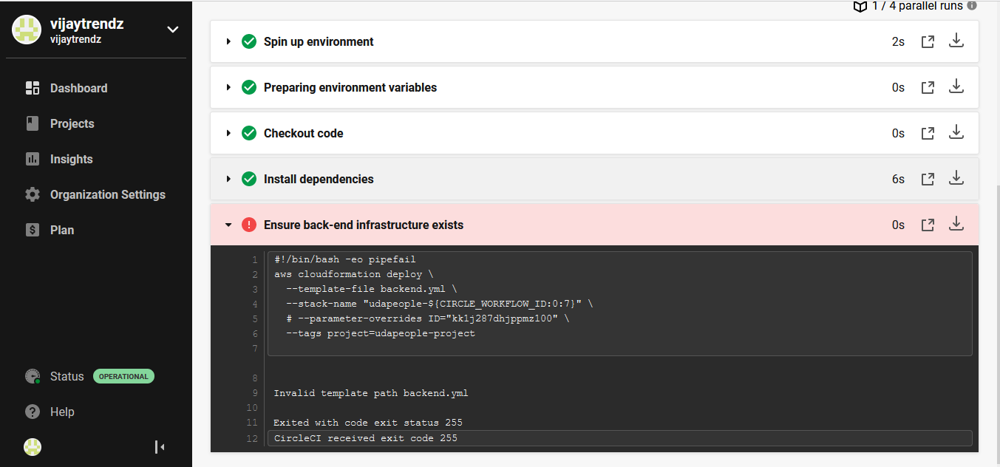 vijaytrendz
vijaytrendz
Dashboard
Projects
Insights
Organization Settings
Plan
Status OPERATIONAL
Help
1 / 4 parallel runs
Spin up environment 2s
Preparing environment variables 0s
Checkout code 0s
Install dependencies 6s
Ensure back-end infrastructure exists 0s
1 #!/bin/bash -eo pipefail
2 aws cloudformation deploy \
3 --template-file backend.yml \
4 --stack-name "udapeople-${CIRCLE_WORKFLOW_ID:0:7}" \
5 # --parameter-overrides ID="kk1j287dhjppmz100" \
6 --tags project=udapeople-project
7
8
9 Invalid template path backend.yml
10
11 Exited with code exit status 255
12 CircleCI received exit code 255